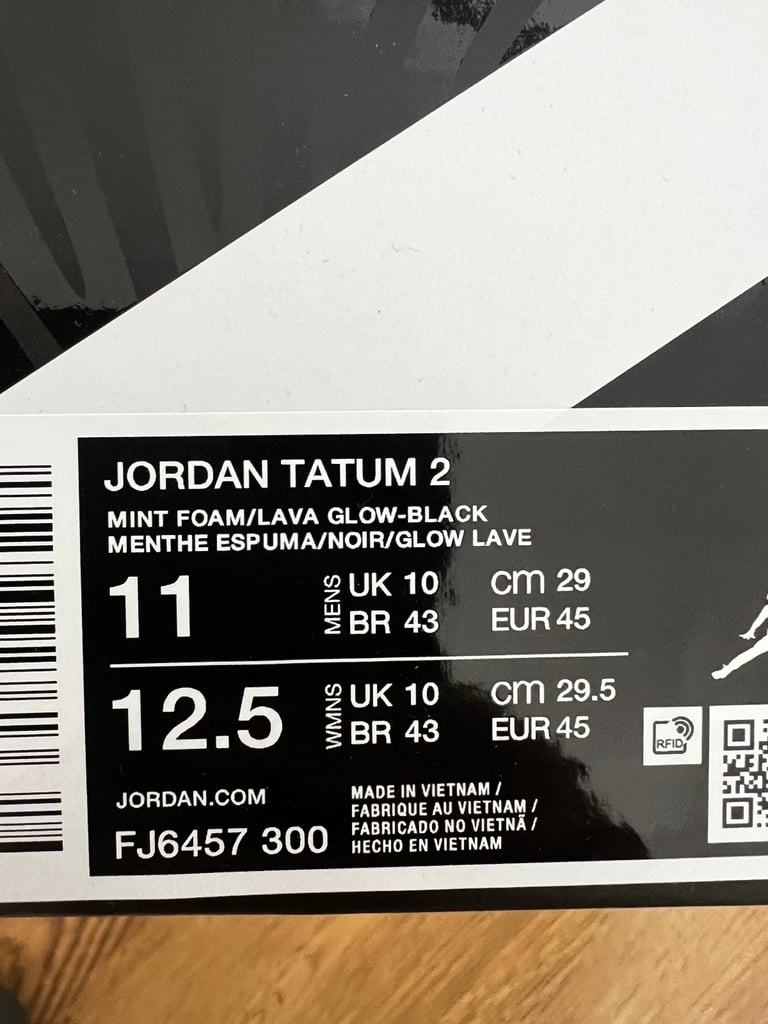 JORDAN TATUM 2
MINT FOAM/LAVA GLOW-BLACK
MENTHE ESPUMA/NOIR/GLOW LAVE
11 MENS UK 10 cm 29
BR 43 EUR 45
12.5 WMNS UK 10 cm 29.5
BR 43 EUR 45
RFID
JORDAN.COM
FJ6457 300
MADE IN VIETNAM /
FABRIQUE AU VIETNAM /
FABRICADO NO VIETNÃ /
HECHO EN VIETNAM